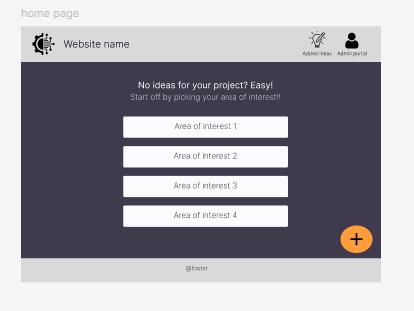 home page
Website name
Added ideas
Admin portal
No ideas for your project? Easy!
Start off by picking your area of interest!!
Area of interest 1
Area of interest 2
Area of interest 3
Area of interest 4
+
@footer